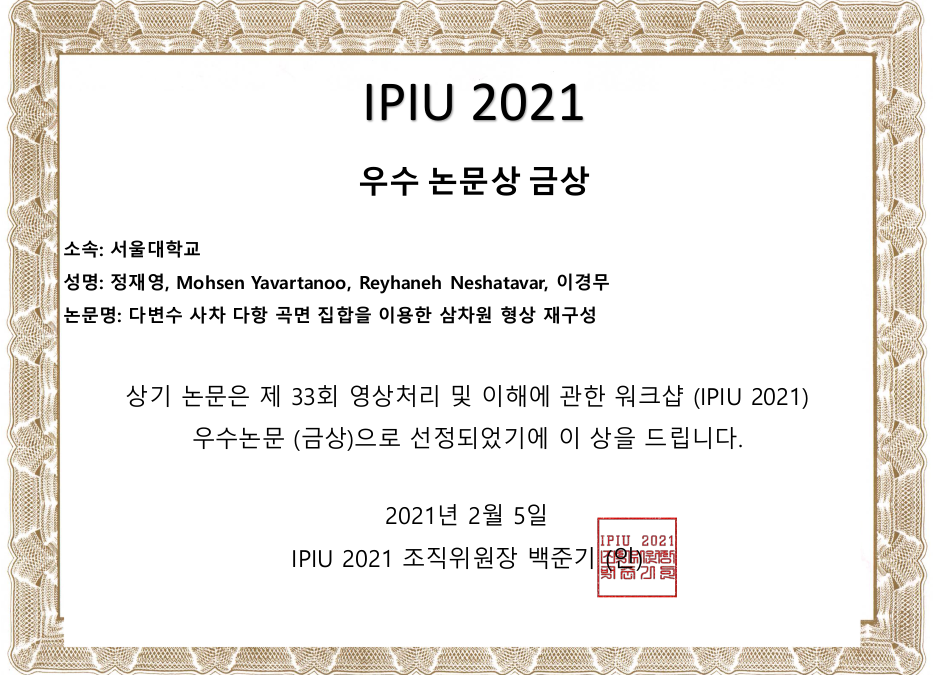 IPIU 2021
우수 논문상 금상
소속: 서울대학교
성명: 정재영, Mohsen Yavartanoo, Reyhaneh Neshatavar, 이경무
논문명: 다변수 사차 다항 곡면 집합을 이용한 삼차원 형상 재구성
상기 논문은 제 33회 영상처리 및 이해에 관한 워크샵 (IPIU 2021)
우수논문 (금상)으로 선정되었기에 이 상을 드립니다.
2021년 2월 5일
IPIU 2021 조직위원장 백준기 (인)
IPIU 2021